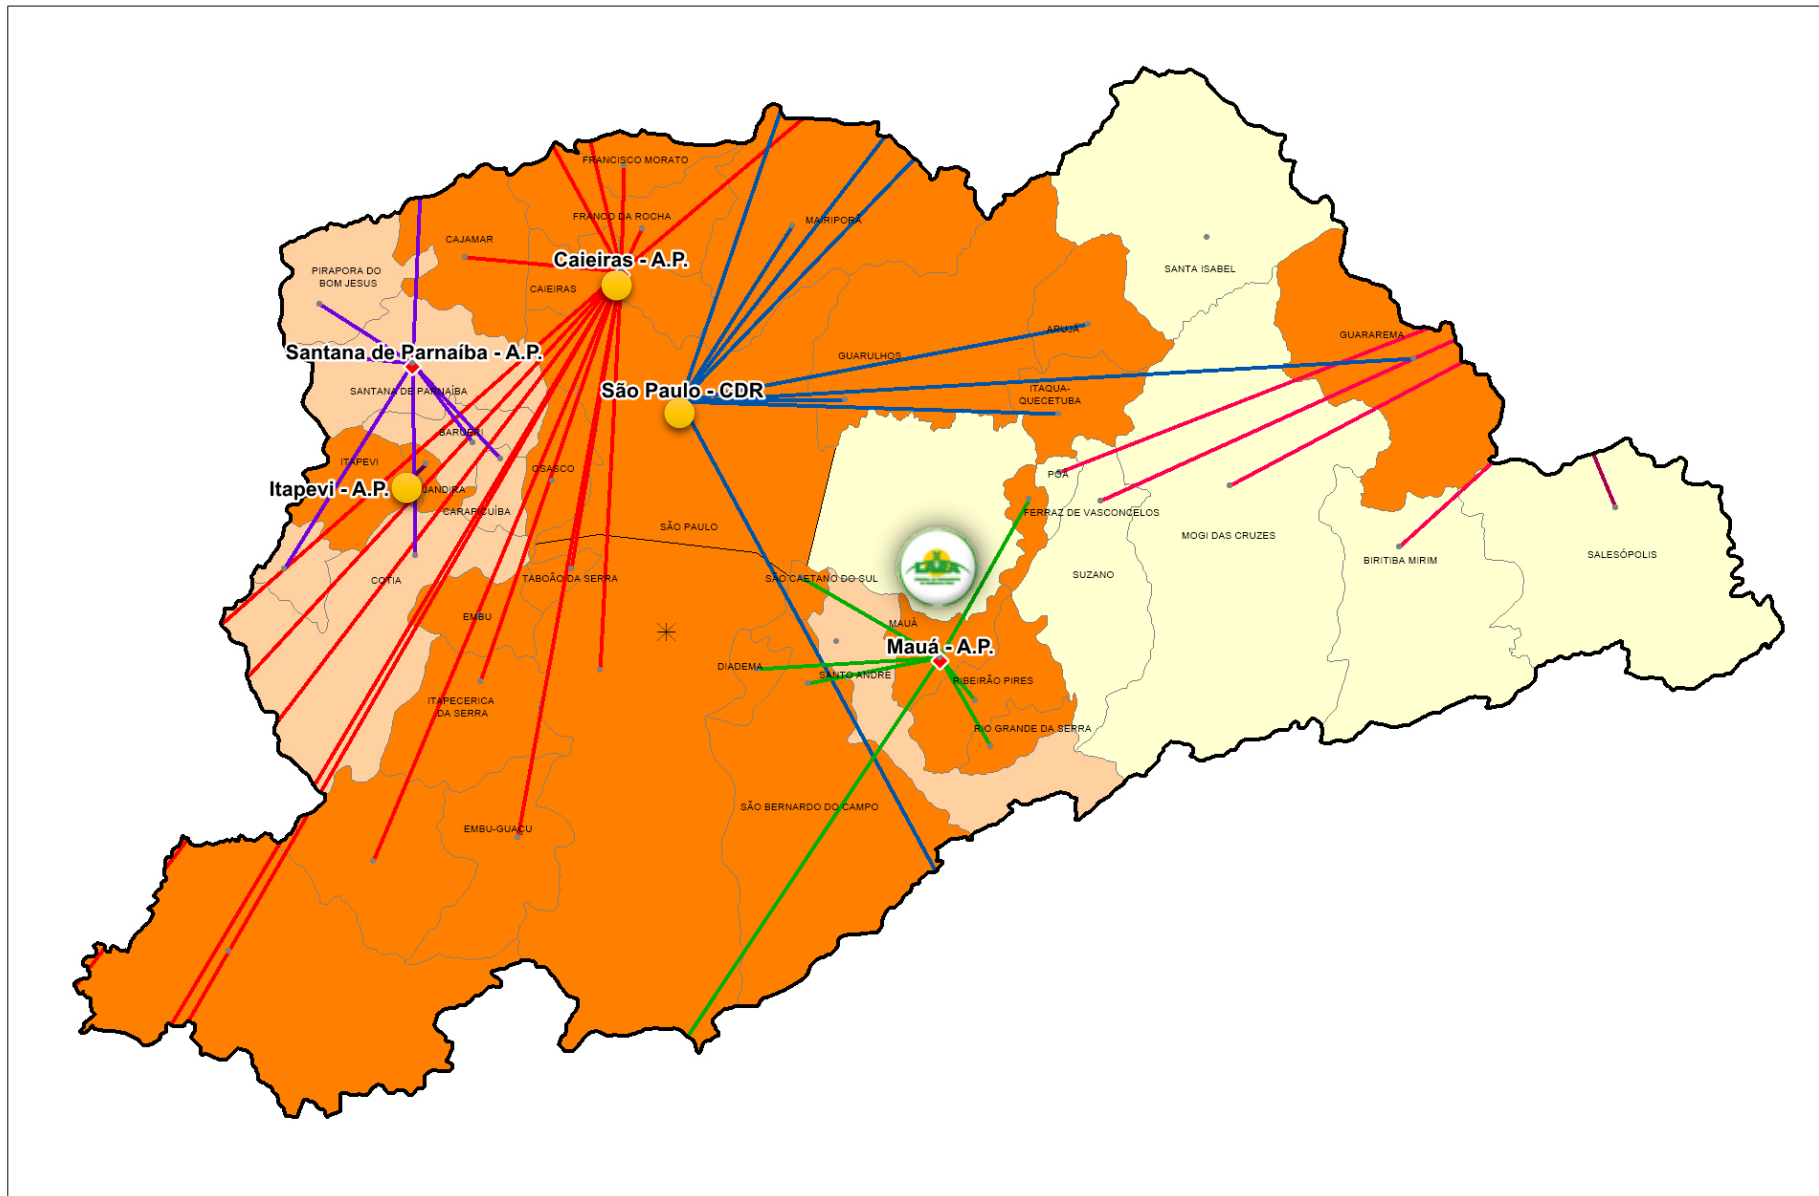 FRANCISCO MORATO
FRANCO DA ROCHA
MAIRIPORÃ
CAJAMAR
Caieiras - A.P.
PIRAPORA DO
BOM JESUS
CAIEIRAS
SANTA ISABEL
ARUJÁ
GUARAREMA
Santana de Parnaíba - A.P.
GUARULHOS
SANTANA DE PARNAÍBA
São Paulo - CDR
ITAQUA-
QUECETUBA
BARUERI
ITAPEVI
OSASCO
POÁ
Itapevi - A.P.
JANDIRA
CARAPICUÍBA
FERRAZ DE VASCONCELOS
SÃO PAULO
MOGI DAS CRUZES
SALESÓPOLIS
BIRITIBA MIRIM
COTIA
TABOÃO DA SERRA
SÃO CAETANO DO SUL
SUZANO
EMBU
MAUÁ
Mauá - A.P.
DIADEMA
SANTO ANDRÉ
RIBEIRÃO PIRES
ITAPECERICA
DA SERRA
RIO GRANDE DA SERRA
SÃO BERNARDO DO CAMPO
EMBU-GUAÇU